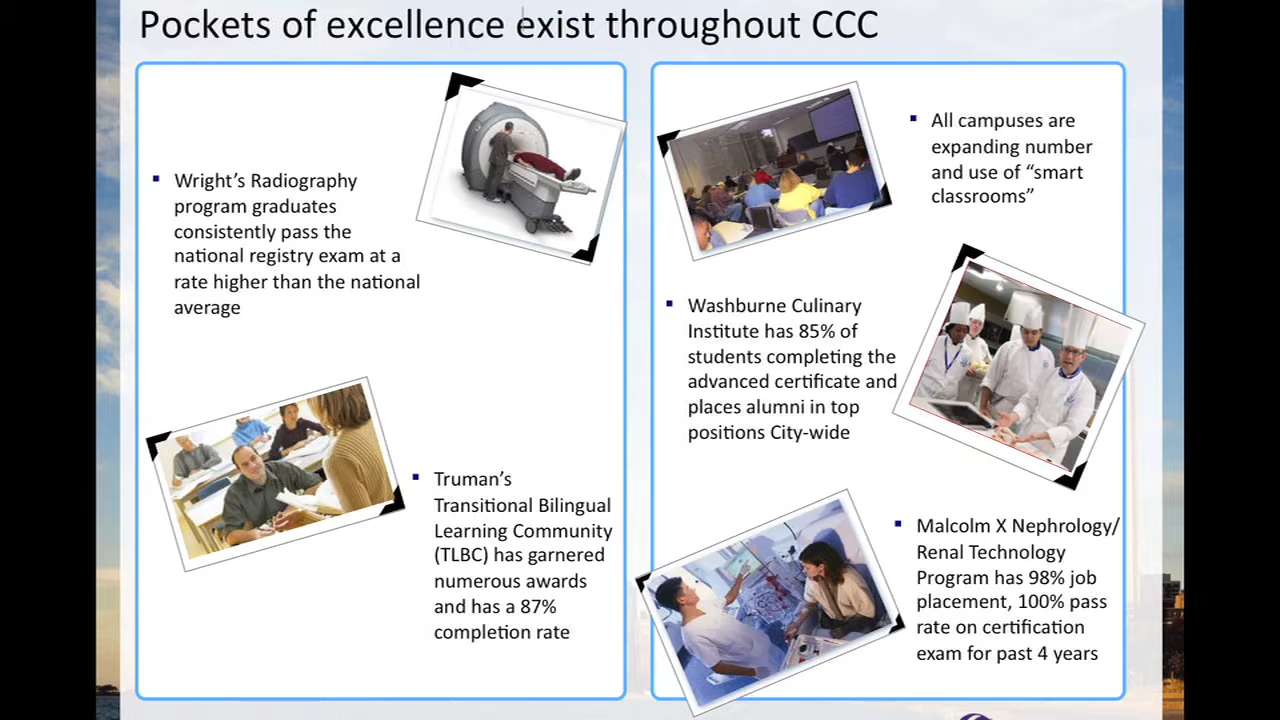 Pockets of excellence exist throughout CCC
Wright’s Radiography
program graduates
consistently pass the
national registry exam at a
rate higher than the national
average
Truman’s
Transitional Bilingual
Learning Community
(TLBC) has garnered
numerous awards
and has a 87%
completion rate
All campuses are
expanding number
and use of “smart
classrooms”
Washburne Culinary
Institute has 85% of
students completing the
advanced certificate and
places alumni in top
positions City-wide
Malcolm X Nephrology/
Renal Technology
Program has 98% job
placement, 100% pass
rate on certification
exam for past 4 years